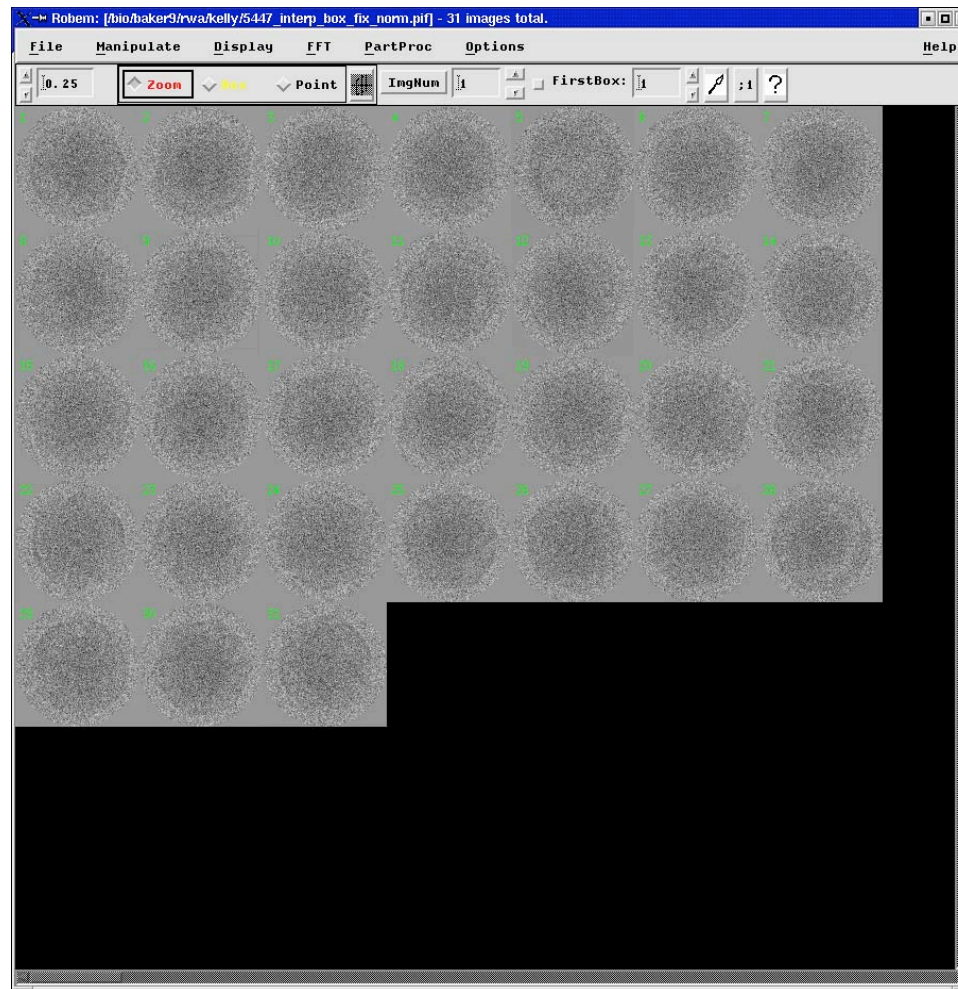 Robem: [/bio/baker9/rwa/kelly/5447_interp_box_fix_norm.pif] - 31 images total.
File Manipulate Display FFT PartProc Options Help
0.25 Zoom Box Point ImgNum 1 FirstBox: 1 ;1 ?
1 2 3 4 5 6 7
8 9 10 11 12 13 14
15 16 17 18 19 20 21
22 23 24 25 26 27 28
29 30 31